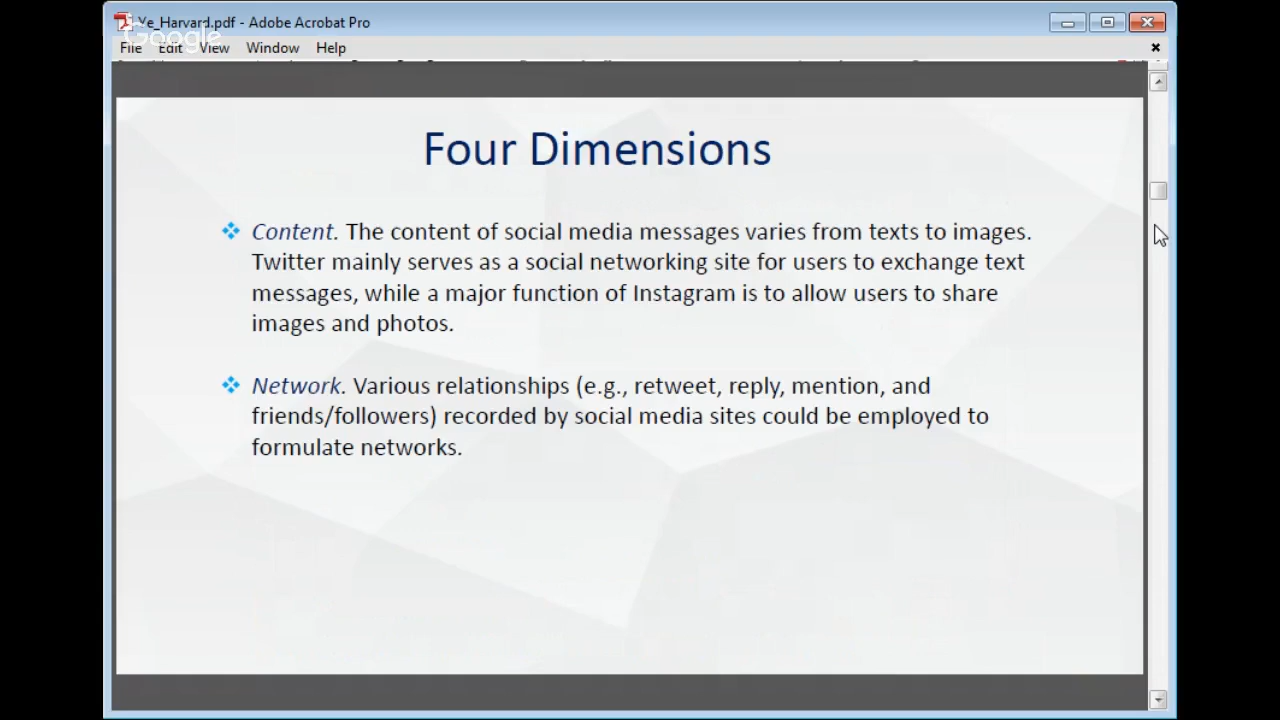 Ye_Harvard.pdf - Adobe Acrobat Pro
Google
File Edit View Window Help
Four Dimensions
Content. The content of social media messages varies from texts to images.
Twitter mainly serves as a social networking site for users to exchange text
messages, while a major function of Instagram is to allow users to share
images and photos.
Network. Various relationships (e.g., retweet, reply, mention, and
friends/followers) recorded by social media sites could be employed to
formulate networks.